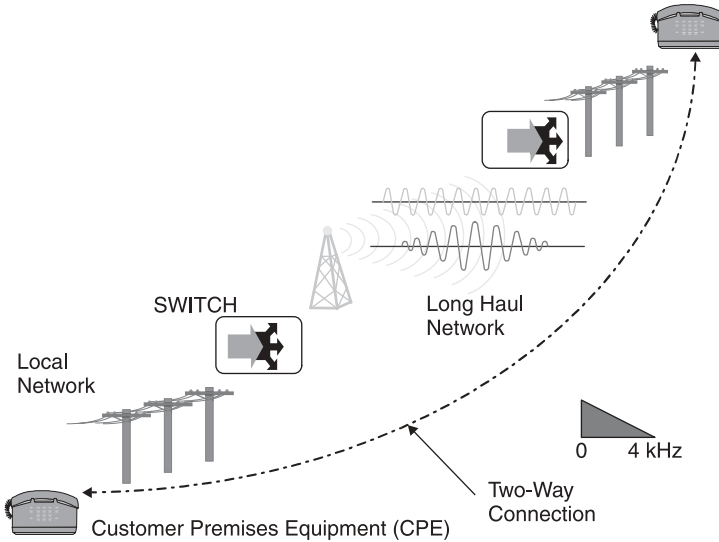 SWITCH
Long Haul
Network
Local
Network
0 4 kHz
Two-Way
Connection
Customer Premises Equipment (CPE)